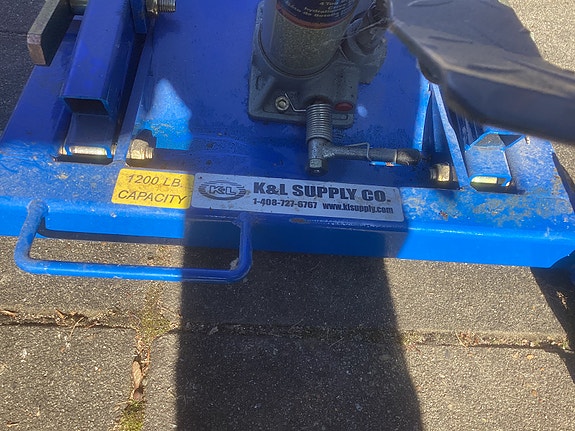 1200 LB.
CAPACITY
K&L
K&L SUPPLY CO.
1-408-727-6767 www.klsupply.com